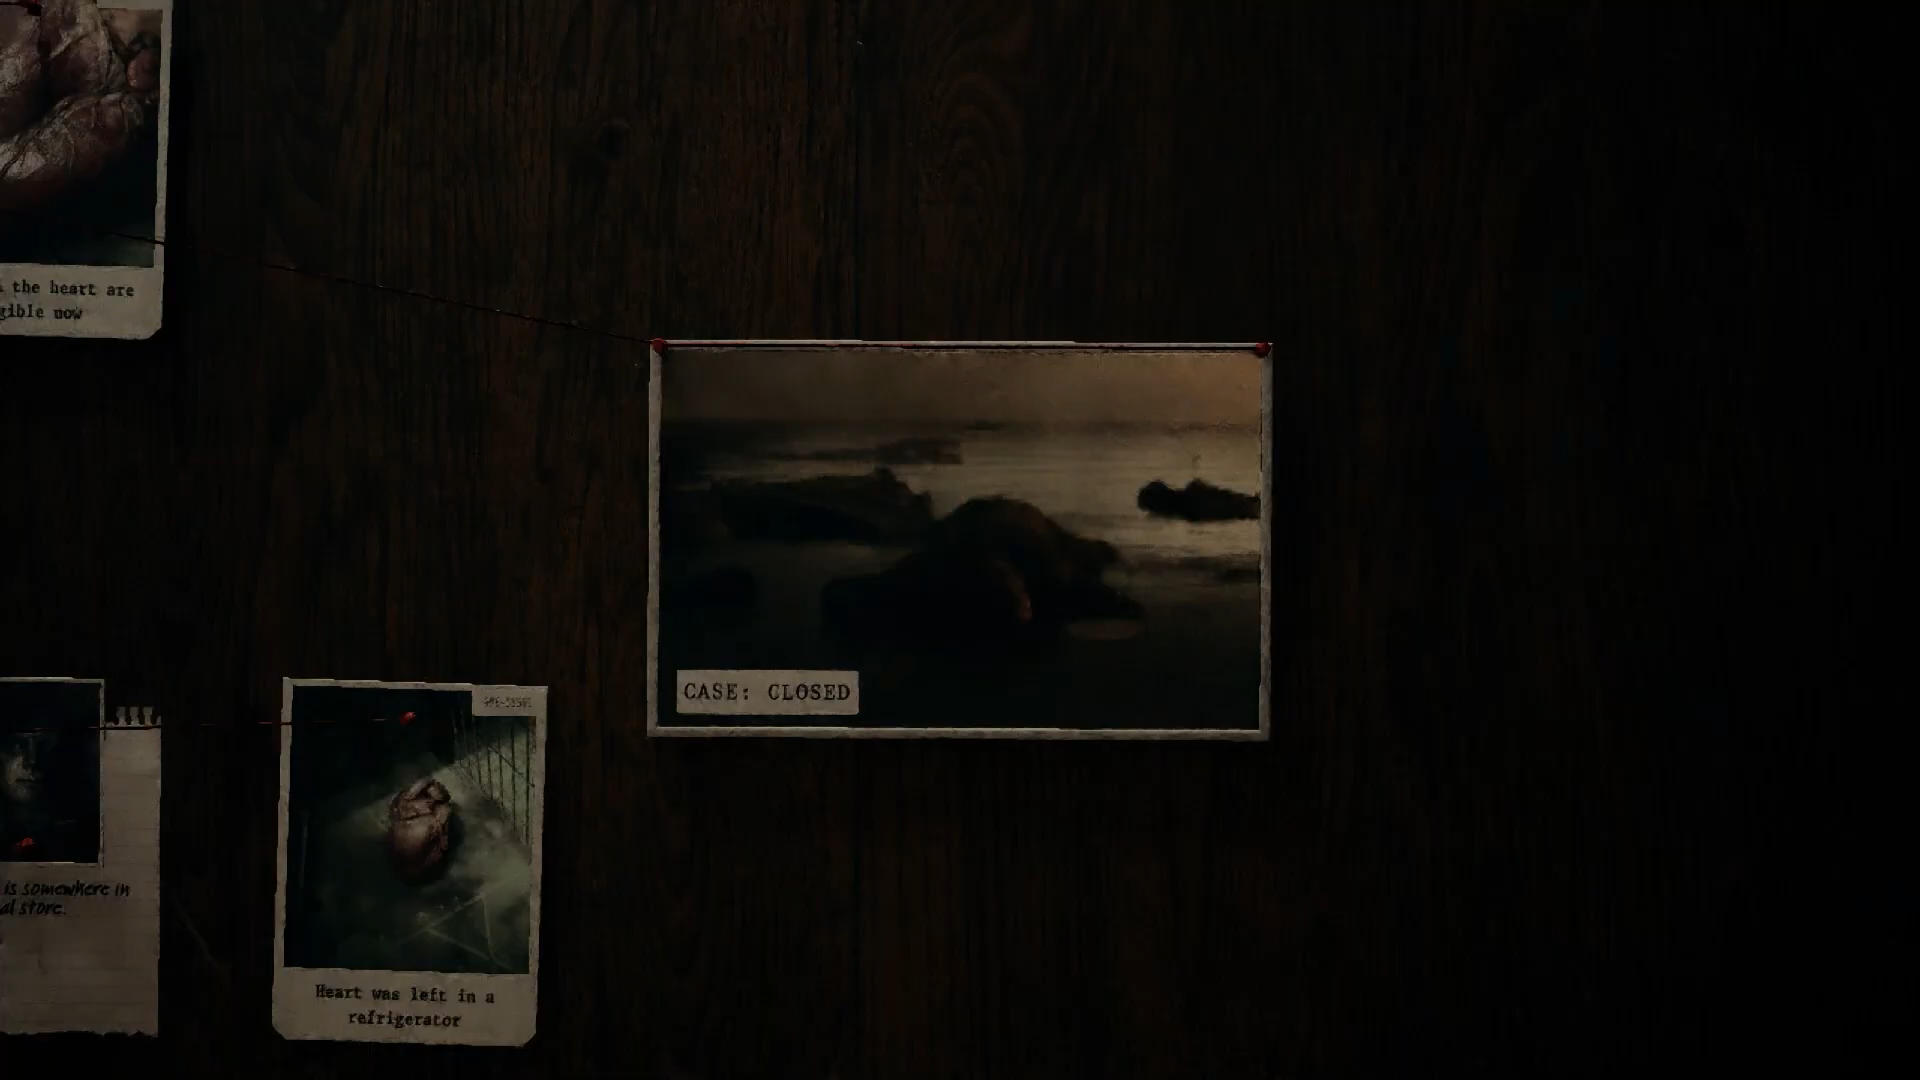 the heart are
gible now
CASE: CLOSED
is somewhere in
al store.
Heart was left in a
refrigerator